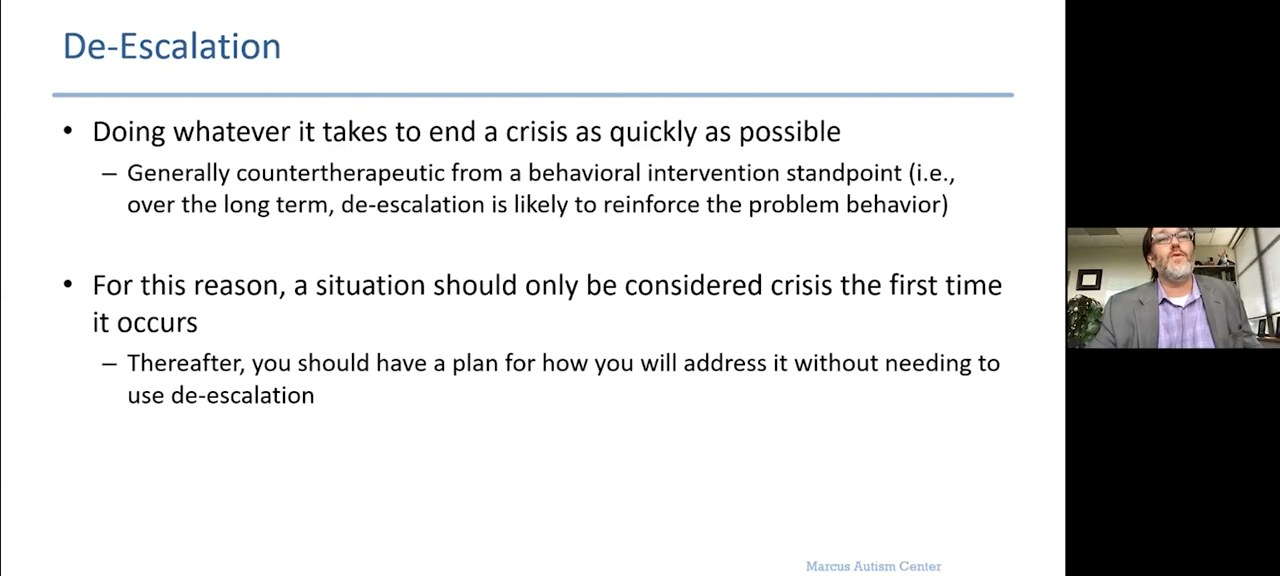 De-Escalation
• Doing whatever it takes to end a crisis as quickly as possible
– Generally countertherapeutic from a behavioral intervention standpoint (i.e.,
over the long term, de-escalation is likely to reinforce the problem behavior)
• For this reason, a situation should only be considered crisis the first time
it occurs
– Thereafter, you should have a plan for how you will address it without needing to
use de-escalation
Marcus Autism Center